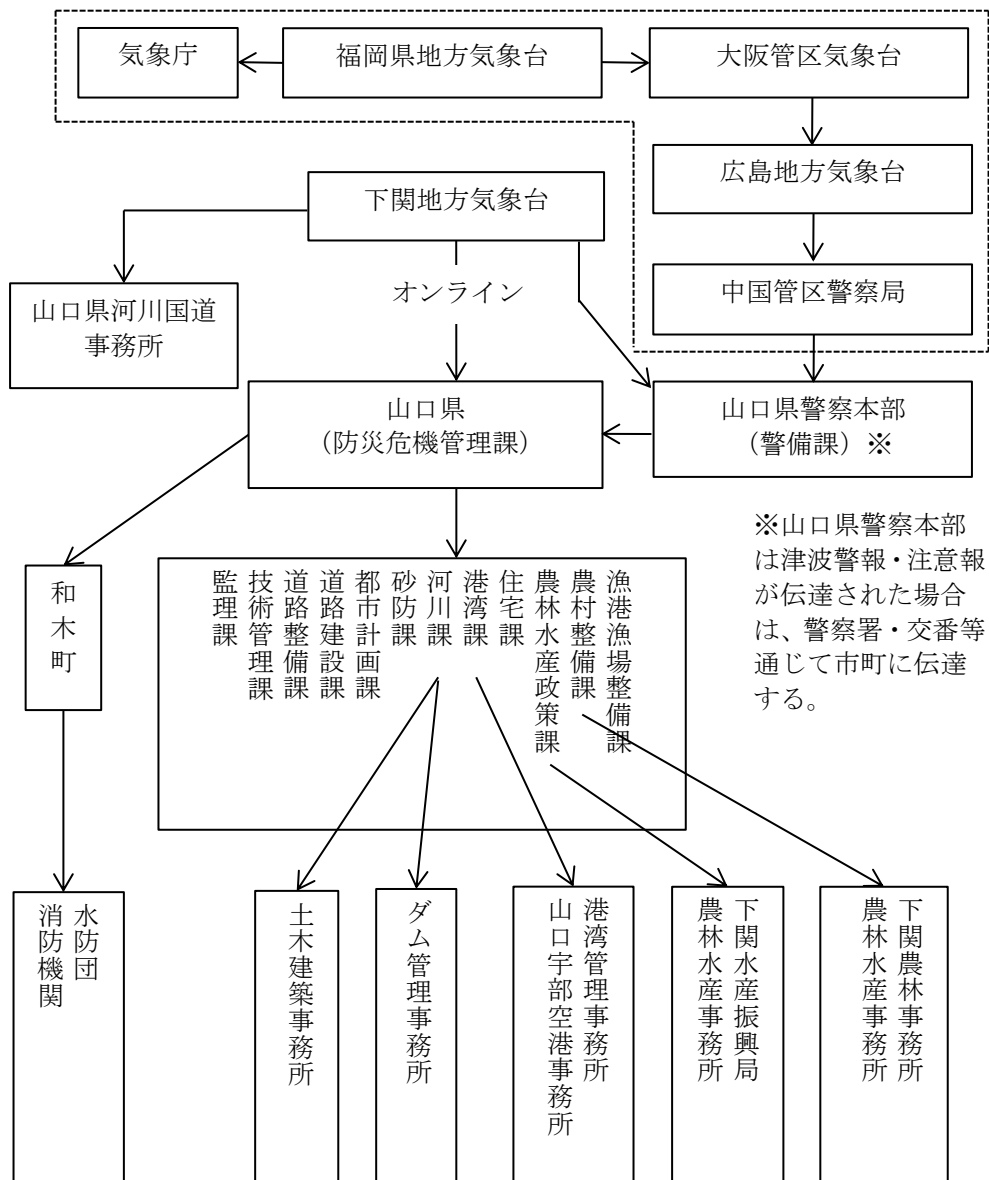 気象庁
福岡県地方気象台
大阪管区気象台
広島地方気象台
下関地方気象台
中国管区警察局
オンライン
山口県河川国道
事務所
山口県
（防災危機管理課）
山口県警察本部
（警備課）※
※山口県警察本部
は津波警報・注意報
が伝達された場合
は、警察署・交番等
通じて市町に伝達
する。
和木町
監理課
技術管理課
道路整備課
道路建設課
都市計画課
砂防課
河川課
港湾課
住宅課
農林水産政策課
農村整備課
漁港漁場整備課
水防団
消防機関
土木建築事務所
ダム管理事務所
港湾管理事務所
山口宇部空港事務所
下関水産振興局
農林水産事務所
下関農林事務所
農林水産事務所